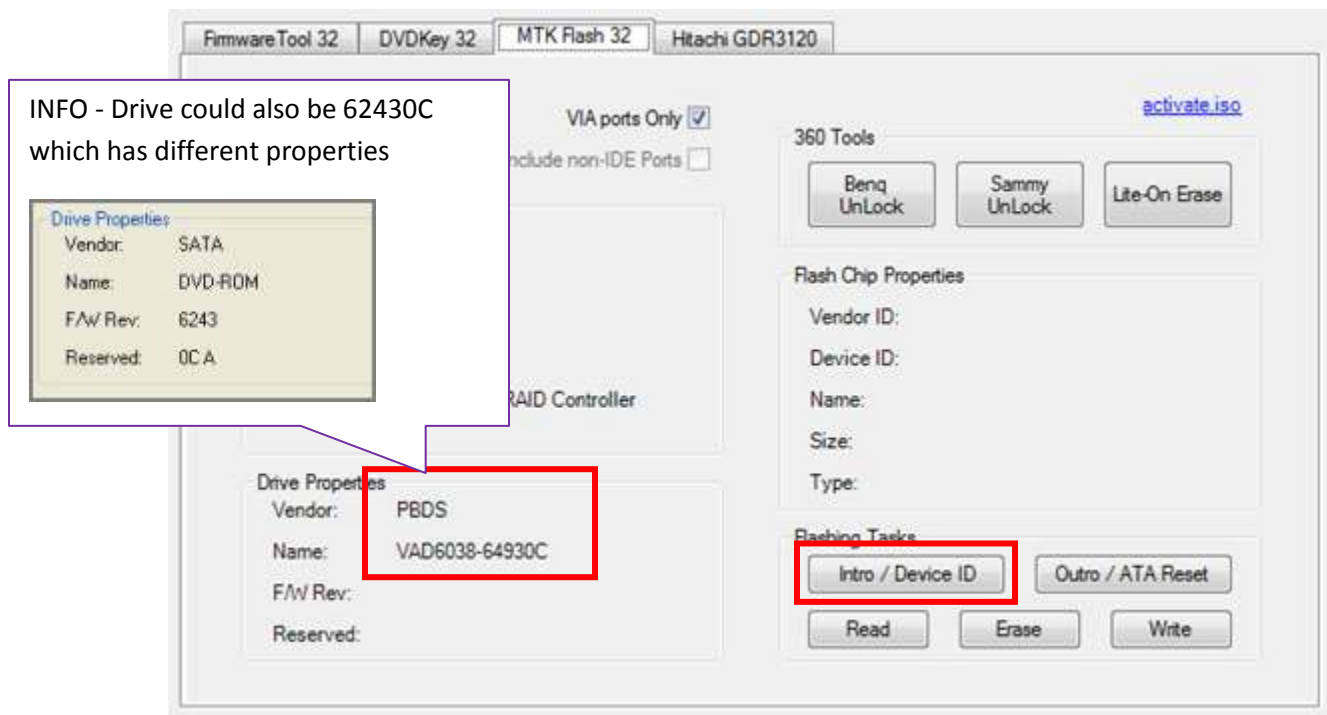 FirmwareTool 32
DVDKey 32
MTK Flash 32
Hitachi GDR3120
INFO - Drive could also be 62430C
which has different properties
Drive Properties
Vendor: SATA
Name: DVD-ROM
F/W Rev: 6243
Reserved: 0C A
VIA ports Only
nclude non-IDE Ports
RAID Controller
Drive Properties
Vendor: PBDS
Name: VAD6038-64930C
F/W Rev:
Reserved:
activate.iso
360 Tools
Benq
UnLock
Sammy
UnLock
Lite-On Erase
Flash Chip Properties
Vendor ID:
Device ID:
Name:
Size:
Type:
Flashing Tasks
Intro / Device ID
Outro / ATA Reset
Read
Erase
Write